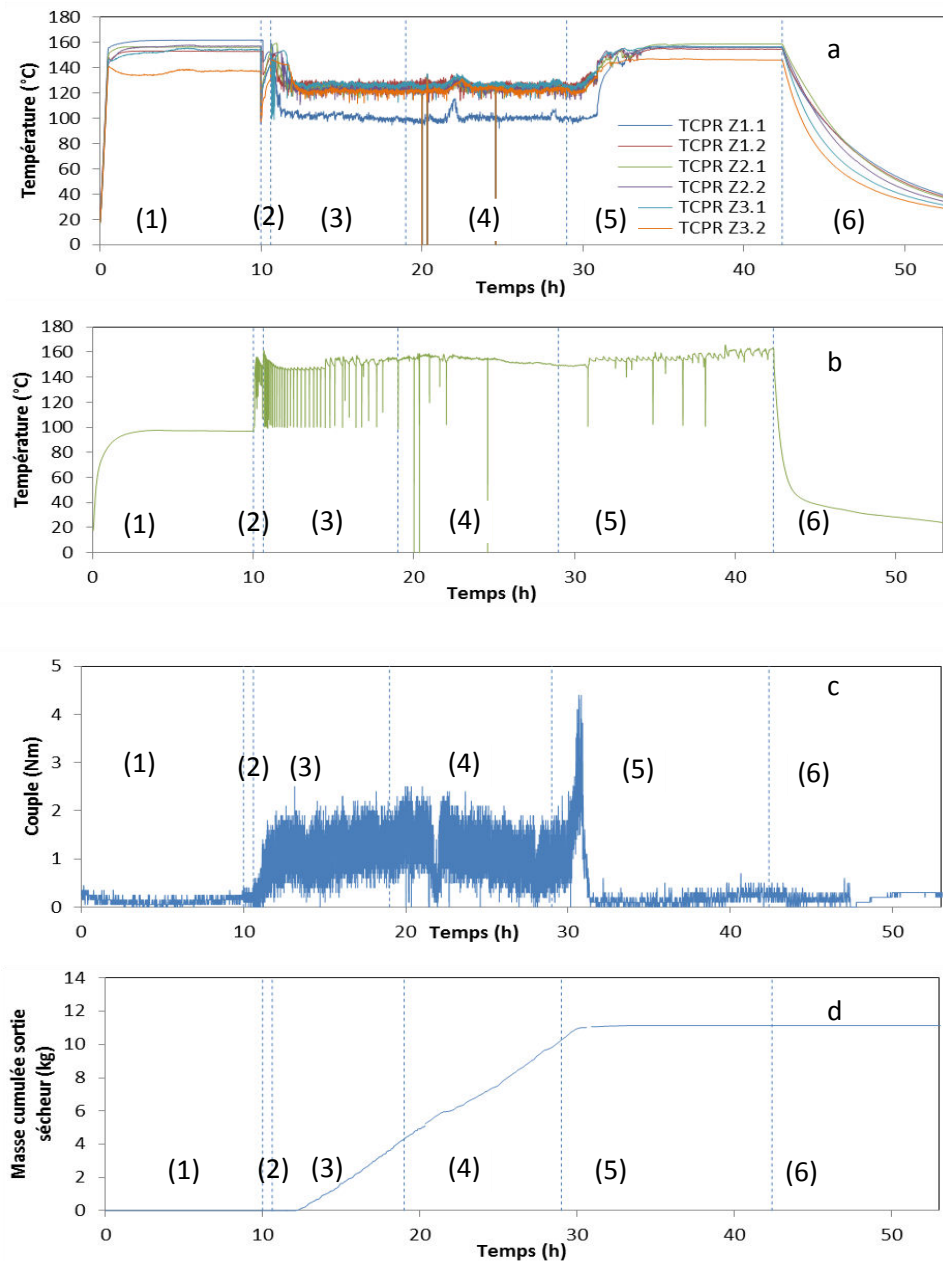 a
180
160
140
120
100
80
60
40
20
0
Température (°C)
TCPR Z1.1
TCPR Z1.2
TCPR Z2.1
TCPR Z2.2
TCPR Z3.1
TCPR Z3.2
(1) (2) (3) (4) (5) (6)
0 10 20 30 40 50
Temps (h)
b
180
160
140
120
100
80
60
40
20
0
Température (°C)
(1) (2) (3) (4) (5) (6)
0 10 20 30 40 50
Temps (h)
c
5
4
3
2
1
0
Couple (Nm)
(1) (2) (3) (4) (5) (6)
0 10 20 30 40 50
Temps (h)
d
14
12
10
8
6
4
2
0
Masse cumulée sortie
sécheur (kg)
(1) (2) (3) (4) (5) (6)
0 10 20 30 40 50
Temps (h)